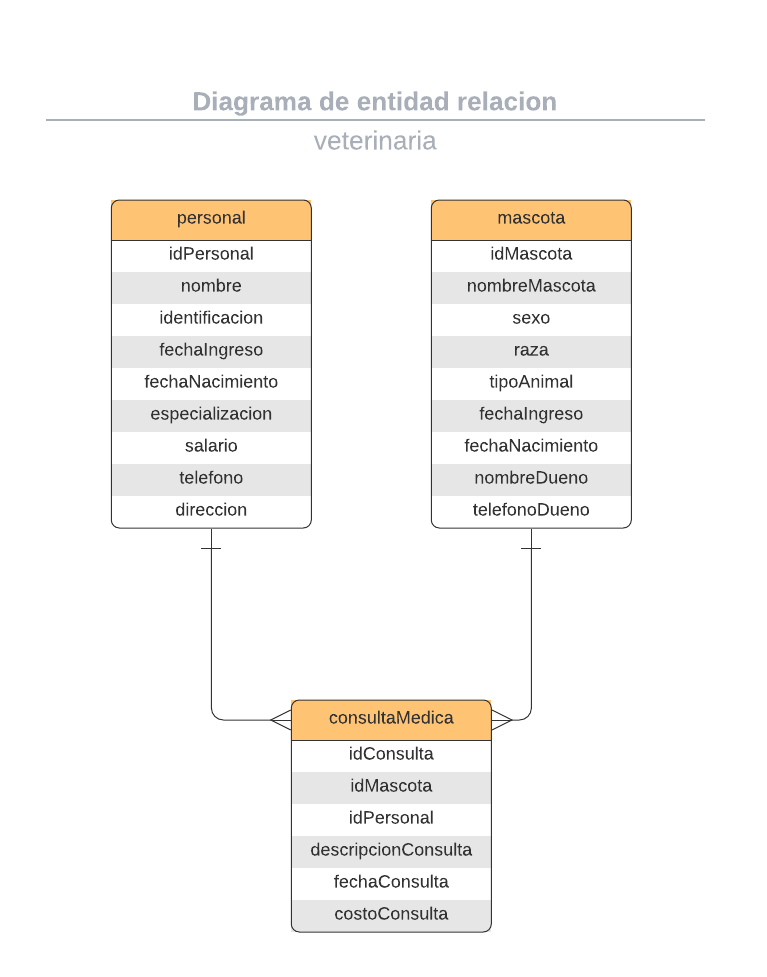 Diagrama de entidad relacion
veterinaria
personal
idPersonal
nombre
identificacion
fechaIngreso
fechaNacimiento
especializacion
salario
telefono
direccion
mascota
idMascota
nombreMascota
sexo
raza
tipoAnimal
fechaIngreso
fechaNacimiento
nombreDueno
telefonoDueno
consultaMedica
idConsulta
idMascota
idPersonal
descripcionConsulta
fechaConsulta
costoConsulta